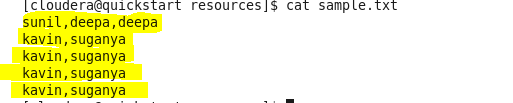 [cloudera@quickstart resources]$ cat sample.txt
sunil,deepa,deepa
kavin,suganya
kavin,suganya
kavin,suganya
kavin,suganya